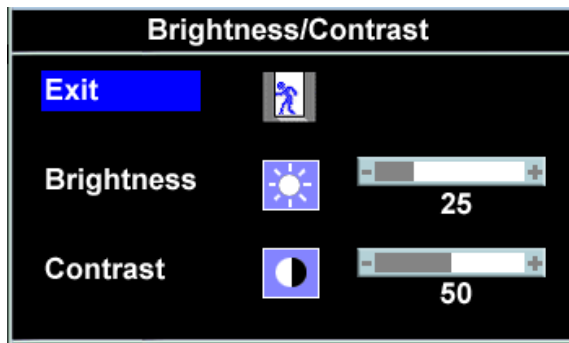 Brightness/Contrast
Exit
Brightness
- +
25
Contrast
- +
50